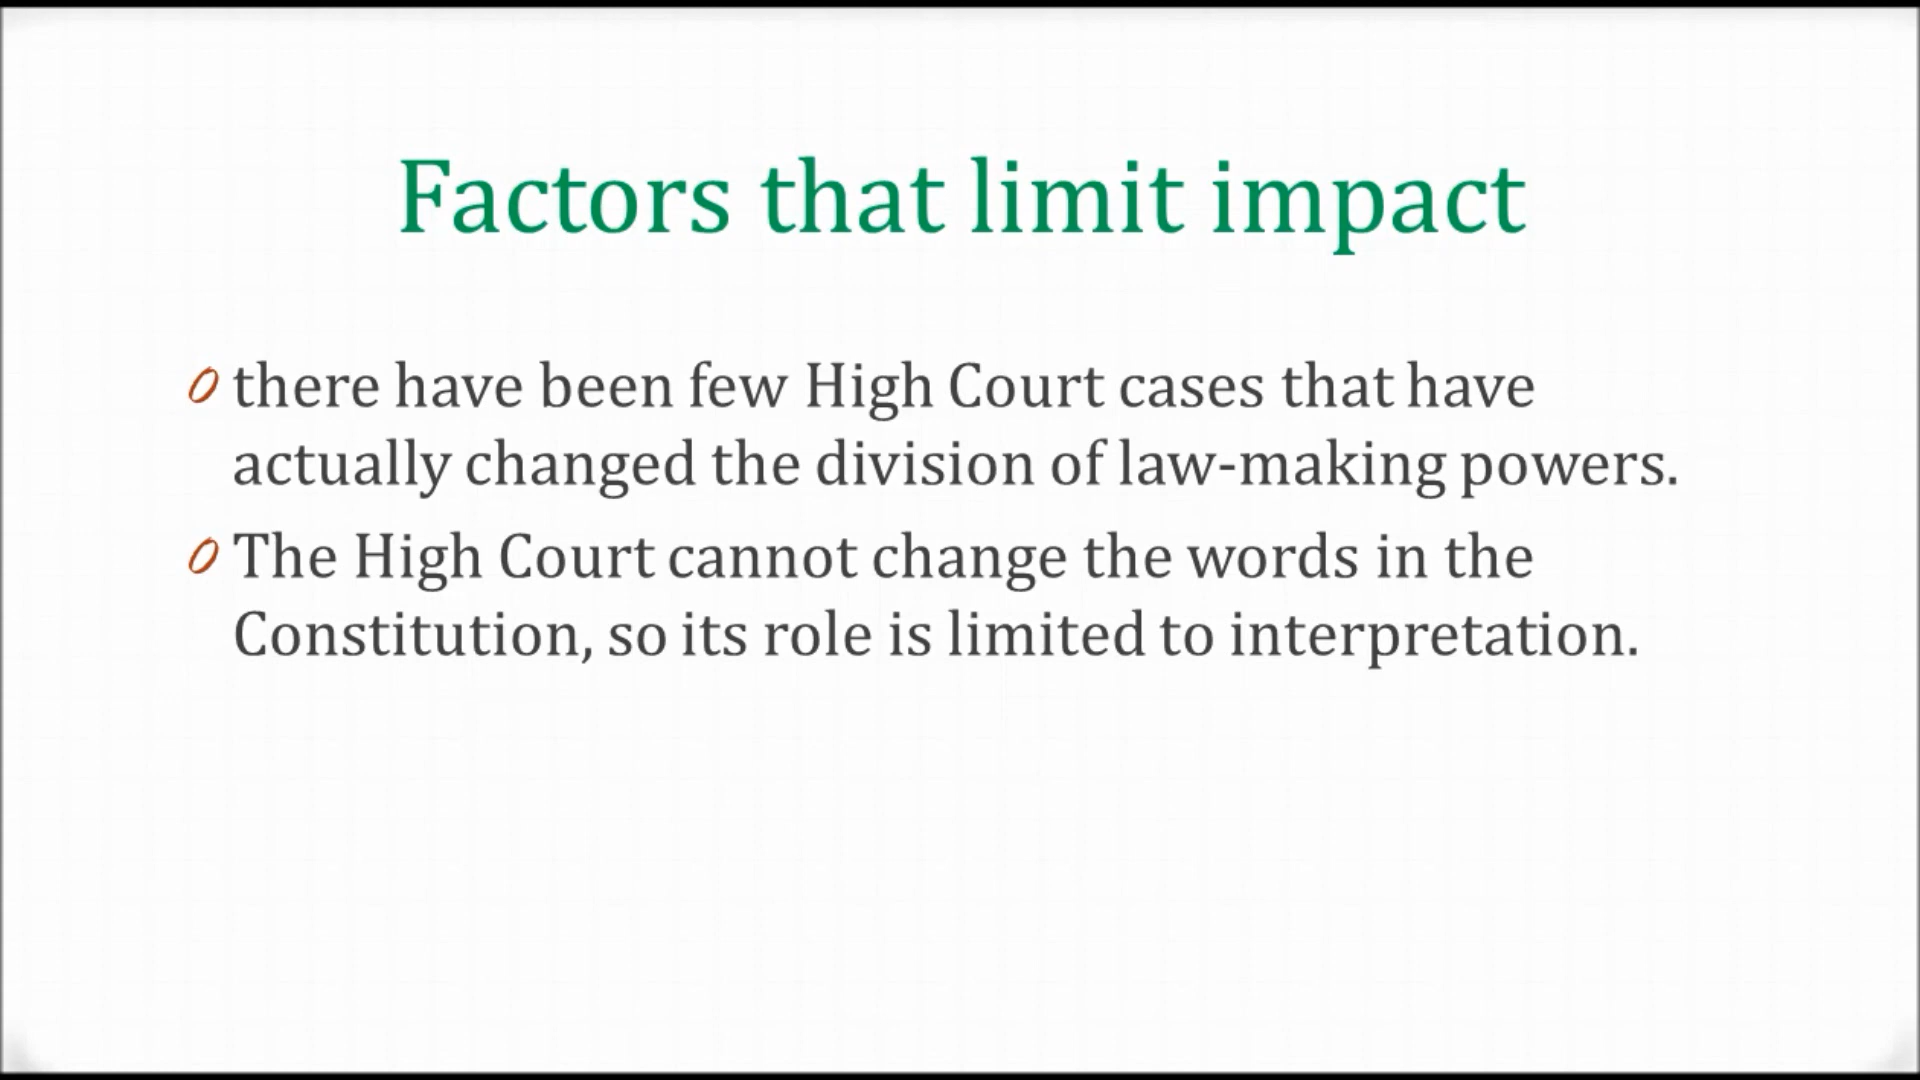 Factors that limit impact
there have been few High Court cases that have
actually changed the division of law-making powers.
The High Court cannot change the words in the
Constitution, so its role is limited to interpretation.